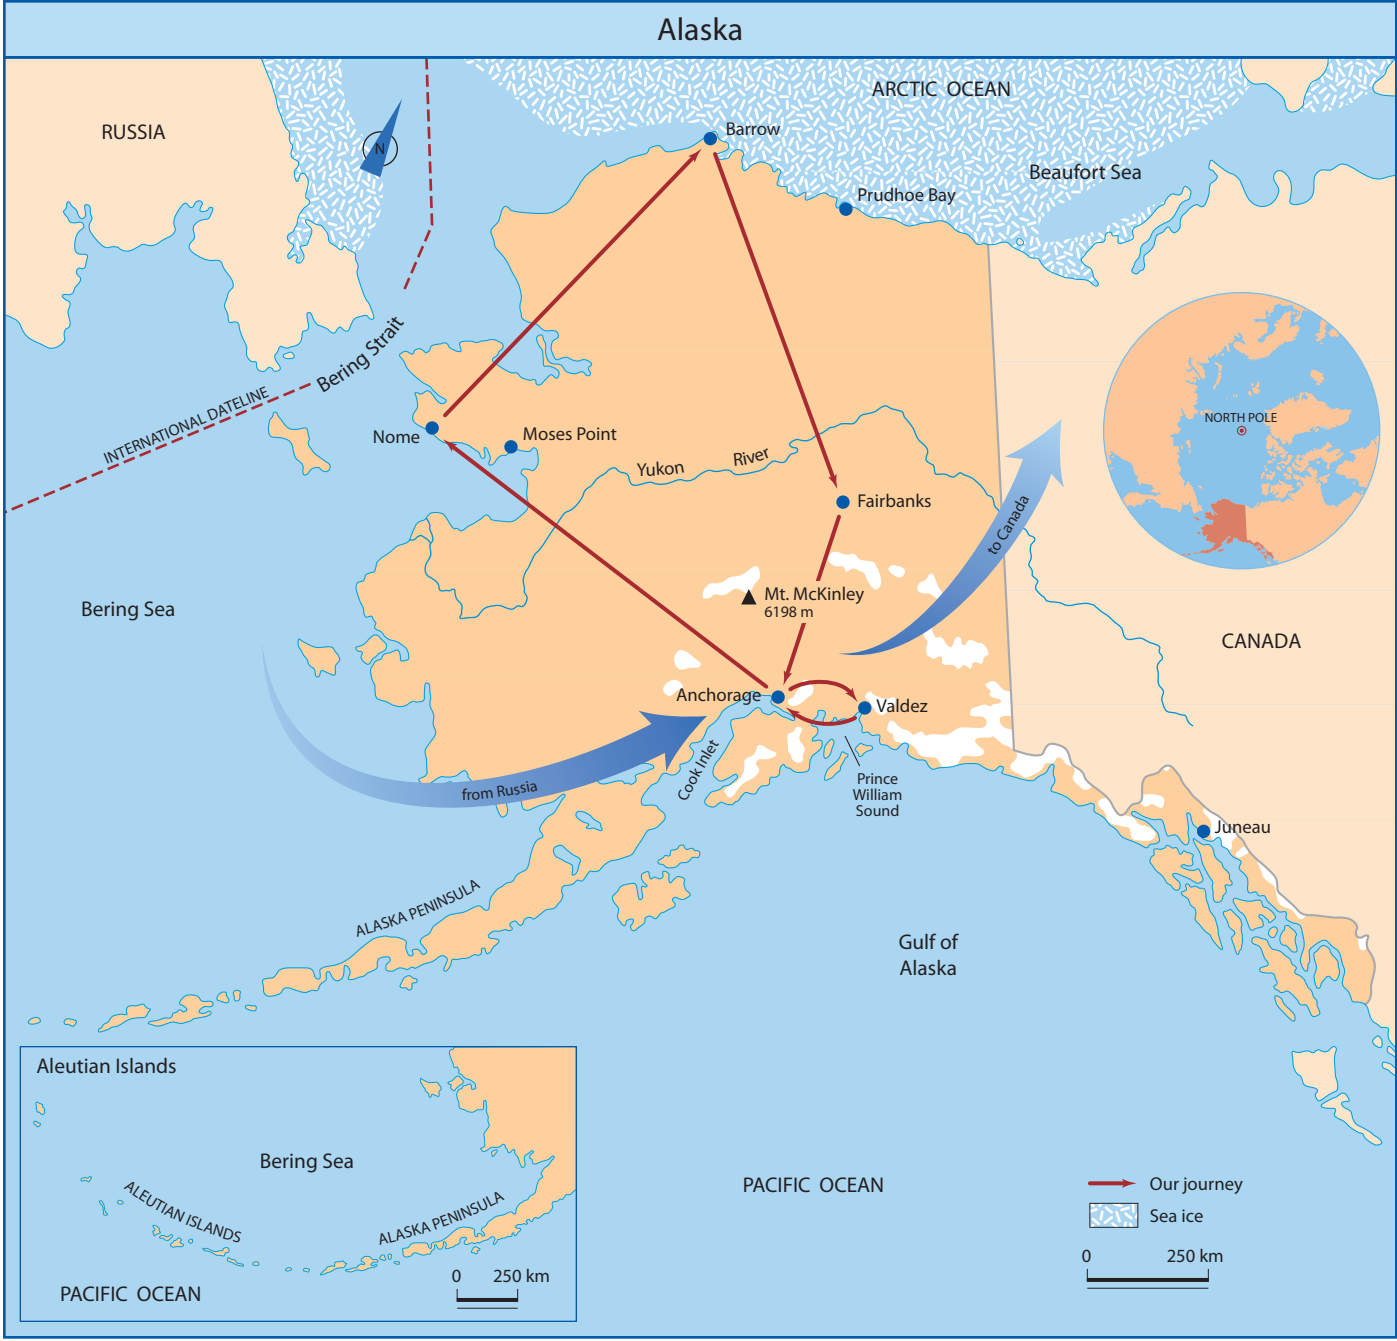 Alaska
ARCTIC OCEAN
RUSSIA
N
Barrow
Beaufort Sea
Prudhoe Bay
Bering Strait
INTERNATIONAL DATELINE
NORTH POLE
Nome
Moses Point
Yukon River
Fairbanks
to Canada
Mt. McKinley
6198 m
Bering Sea
CANADA
Anchorage
Valdez
from Russia
Cook Inlet
Prince
William
Sound
Juneau
ALASKA PENINSULA
Gulf of
Alaska
Aleutian Islands
Bering Sea
ALEUTIAN ISLANDS
ALASKA PENINSULA
0 250 km
PACIFIC OCEAN
PACIFIC OCEAN
Our journey
Sea ice
0 250 km